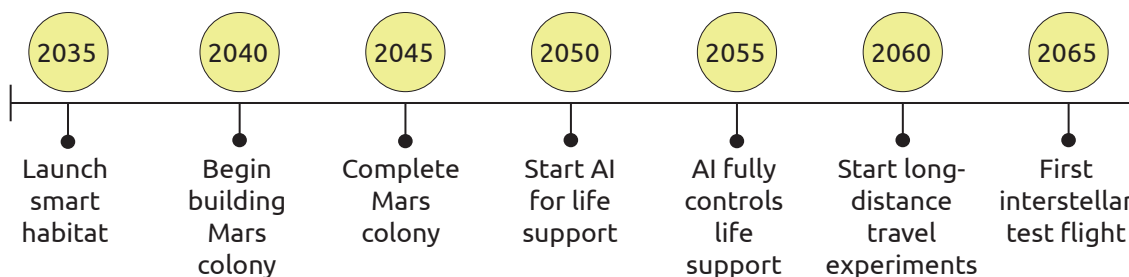 2035
2040
2045
2050
2055
2060
2065
Launch
smart
habitat
Begin
building
Mars
colony
Complete
Mars
colony
Start AI
for life
support
AI fully
controls
life
support
Start long-
distance
travel
experiments
First
interstellar
test flight